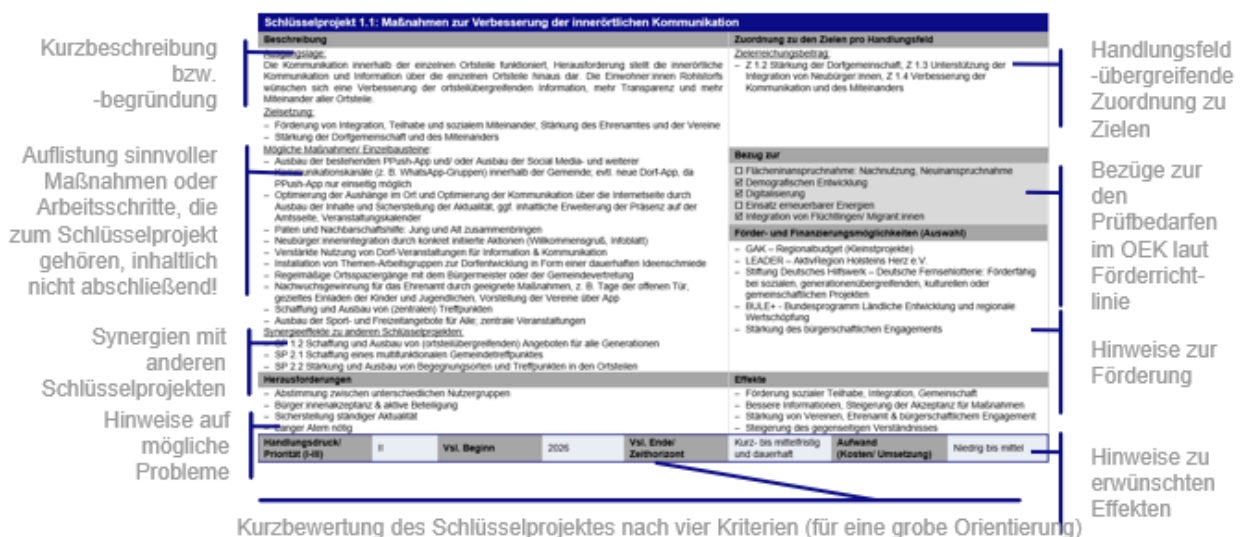 Schlüsselprojekt 1.1: Maßnahmen zur Verbesserung der innerörtlichen Kommunikation
Beschreibung
Ausgangslage:
Die Kommunikation innerhalb der einzelnen Ortsteile funktioniert, Herausforderung stellt die innerörtliche
Kommunikation und Information über die einzelnen Ortsteile hinaus dar. Die Einwohner:innen Rohlstorfs
wünschen sich eine Verbesserung der ortsteilübergreifenden Information, mehr Transparenz und mehr
Miteinander aller Ortsteile.
Zielsetzung:
– Förderung von Integration, Teilhabe und sozialem Miteinander, Stärkung des Ehrenamtes und der Vereine
– Stärkung der Dorfgemeinschaft und des Miteinanders
Mögliche Maßnahmen/ Einzelbausteine:
– Ausbau der bestehenden PPush-App und/ oder Ausbau der Social Media- und weiterer
Kommunikationskanäle (z. B. WhatsApp-Gruppen) innerhalb der Gemeinde; evtl. neue Dorf-App, da
PPush-App nur einseitig möglich
– Optimierung der Aushänge im Ort und Optimierung der Kommunikation über die Internetseite durch
Ausbau der Inhalte und Sicherstellung der Aktualität, ggf. inhaltliche Erweiterung der Präsenz auf der
Amtsseite, Veranstaltungskalender
– Paten und Nachbarschaftshilfe: Jung und Alt zusammenbringen
– Neubürger:innenintegration durch konkret initiierte Aktionen (Willkommensgruß, Infoblatt)
– Verstärkte Nutzung von Dorf-Veranstaltungen für Information & Kommunikation
– Installation von Themen-Arbeitsgruppen zur Dorfentwicklung in Form einer dauerhaften Ideenschmiede
– Regelmäßige Ortsspaziergänge mit dem Bürgermeister oder der Gemeindevertretung
– Nachwuchsgewinnung für das Ehrenamt durch geeignete Maßnahmen, z. B. Tage der offenen Tür,
gezieltes Einladen der Kinder und Jugendlichen, Vorstellung der Vereine über App
– Schaffung und Ausbau von (zentralen) Treffpunkten
– Ausbau der Sport- und Freizeitangebote für Alle; zentrale Veranstaltungen
Synergieeffekte zu anderen Schlüsselprojekten:
– SP 1.2 Schaffung und Ausbau von (ortsteilübergreifenden) Angeboten für alle Generationen
– SP 2.1 Schaffung eines multifunktionalen Gemeindetreffpunktes
– SP 2.2 Stärkung und Ausbau von Begegnungsorten und Treffpunkten in den Ortsteilen
Zuordnung zu den Zielen pro Handlungsfeld
Zielerreichungsbeitrag:
– Z 1.2 Stärkung der Dorfgemeinschaft, Z 1.3 Unterstützung der
Integration von Neubürger:innen, Z 1.4 Verbesserung der
Kommunikation und des Miteinanders
Bezug zur
☐ Flächeninanspruchnahme: Nachnutzung, Neuinanspruchnahme
☑ Demografischen Entwicklung
☑ Digitalisierung
☐ Einsatz erneuerbarer Energien
☑ Integration von Flüchtlingen/ Migrant:innen
Förder- und Finanzierungsmöglichkeiten (Auswahl)
– GAK – Regionalbudget (Kleinstprojekte)
– LEADER – AktivRegion Holsteins Herz e.V.
– Stiftung Deutsches Hilfswerk – Deutsche Fernsehlotterie: Förderfähig
bei sozialen, generationenübergreifenden, kulturellen oder
gemeinschaftlichen Projekten
– BULE+ - Bundesprogramm Ländliche Entwicklung und regionale
Wertschöpfung
– Stärkung des bürgerschaftlichen Engagements
Herausforderungen
– Abstimmung zwischen unterschiedlichen Nutzergruppen
– Bürger:innenakzeptanz & aktive Beteiligung
– Sicherstellung ständiger Aktualität
– Langer Atem nötig
Effekte
– Förderung sozialer Teilhabe, Integration, Gemeinschaft
– Bessere Informationen, Steigerung der Akzeptanz für Maßnahmen
– Stärkung von Vereinen, Ehrenamt & bürgerschaftlichem Engagement
– Steigerung des gegenseitigen Verständnisses
Handlungsdruck/
Priorität (I-III)
II
Vsl. Beginn
2026
Vsl. Ende/
Zeithorizont
Kurz- bis mittelfristig
und dauerhaft
Aufwand
(Kosten/ Umsetzung)
Niedrig bis mittel
Kurzbeschreibung
bzw.
-begründung
Auflistung sinnvoller
Maßnahmen oder
Arbeitsschritte, die
zum Schlüsselprojekt
gehören, inhaltlich
nicht abschließend!
Synergien mit
anderen
Schlüsselprojekten
Hinweise auf
mögliche
Probleme
Handlungsfeld
-übergreifende
Zuordnung zu
Zielen
Bezüge zur
den
Prüfbedarfen
im OEK laut
Förderricht-
linie
Hinweise zur
Förderung
Hinweise zu
erwünschten
Effekten
Kurzbewertung des Schlüsselprojektes nach vier Kriterien (für eine grobe Orientierung)